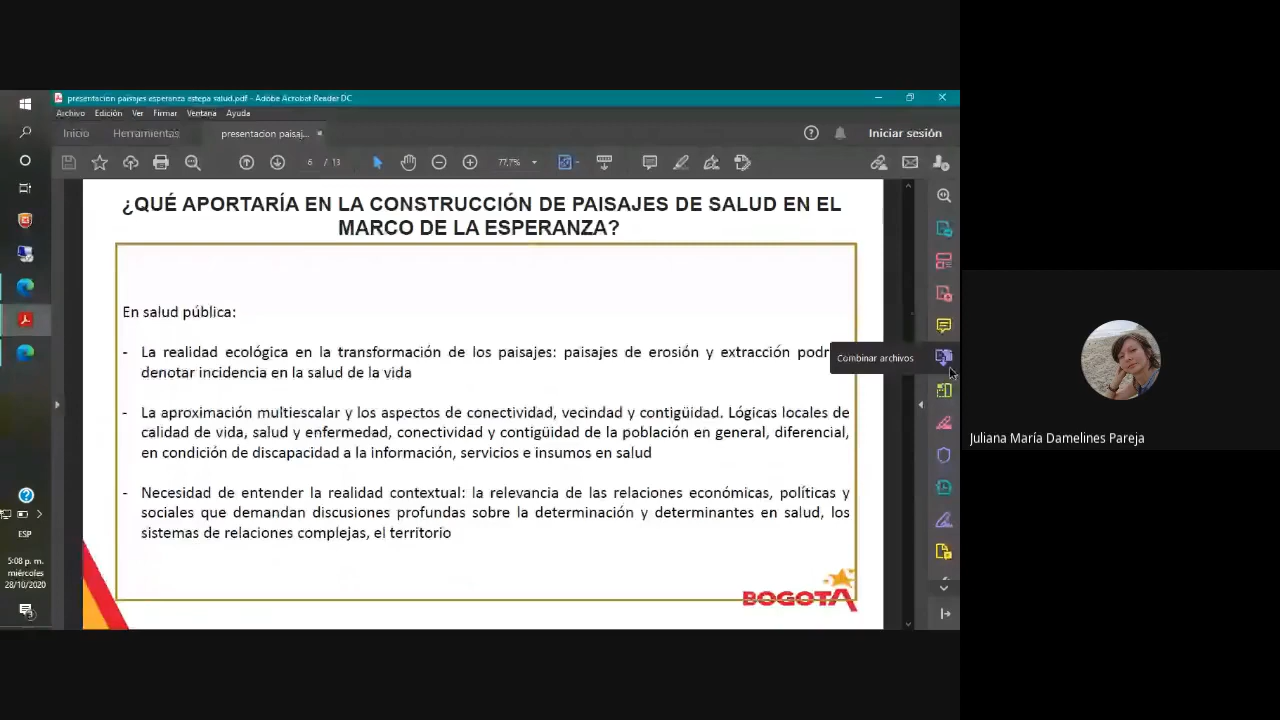 presentacion paisajes esperanza estepa salud.pdf - Adobe Acrobat Reader DC
Archivo Edición Ver Firmar Ventana Ayuda
Inicio Herramientas presentacion paisaj...
Iniciar sesión
6 / 13 77,7%
¿QUÉ APORTARÍA EN LA CONSTRUCCIÓN DE PAISAJES DE SALUD EN EL
MARCO DE LA ESPERANZA?
En salud pública:
- La realidad ecológica en la transformación de los paisajes: paisajes de erosión y extracción podr
denotar incidencia en la salud de la vida
Combinar archivos
- La aproximación multiescalar y los aspectos de conectividad, vecindad y contigüidad. Lógicas locales de
calidad de vida, salud y enfermedad, conectividad y contigüidad de la población en general, diferencial,
en condición de discapacidad a la información, servicios e insumos en salud
- Necesidad de entender la realidad contextual: la relevancia de las relaciones económicas, políticas y
sociales que demandan discusiones profundas sobre la determinación y determinantes en salud, los
sistemas de relaciones complejas, el territorio
BOGOTA
ESP
5:08 p. m.
miércoles
28/10/2020
3
Juliana María Damelines Pareja